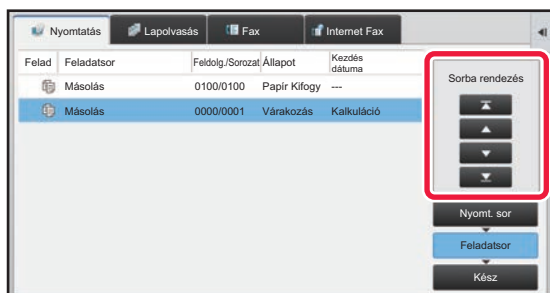 Nyomtatás Lapolvasás Fax Internet Fax
Felad Feladatsor Feldolg./Sorozat Állapot Kezdés dátuma
Másolás 0100/0100 Papír Kifogy ---
Másolás 0000/0001 Várakozás Kalkuláció
Sorba rendezés
Nyomt. sor
Feladatsor
Kész